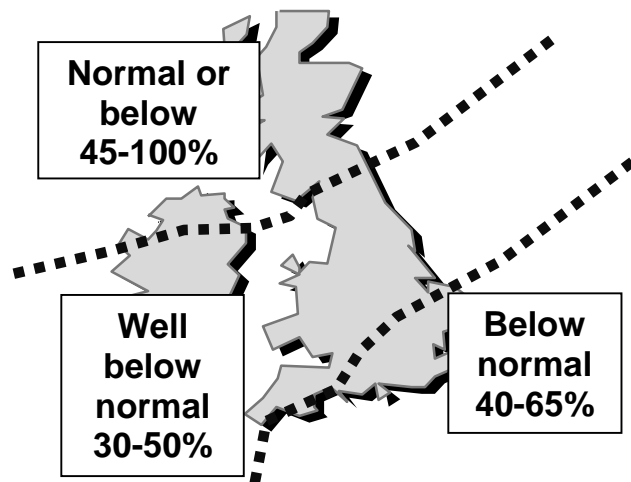 Normal or
below
45-100%
Well
below
normal
30-50%
Below
normal
40-65%